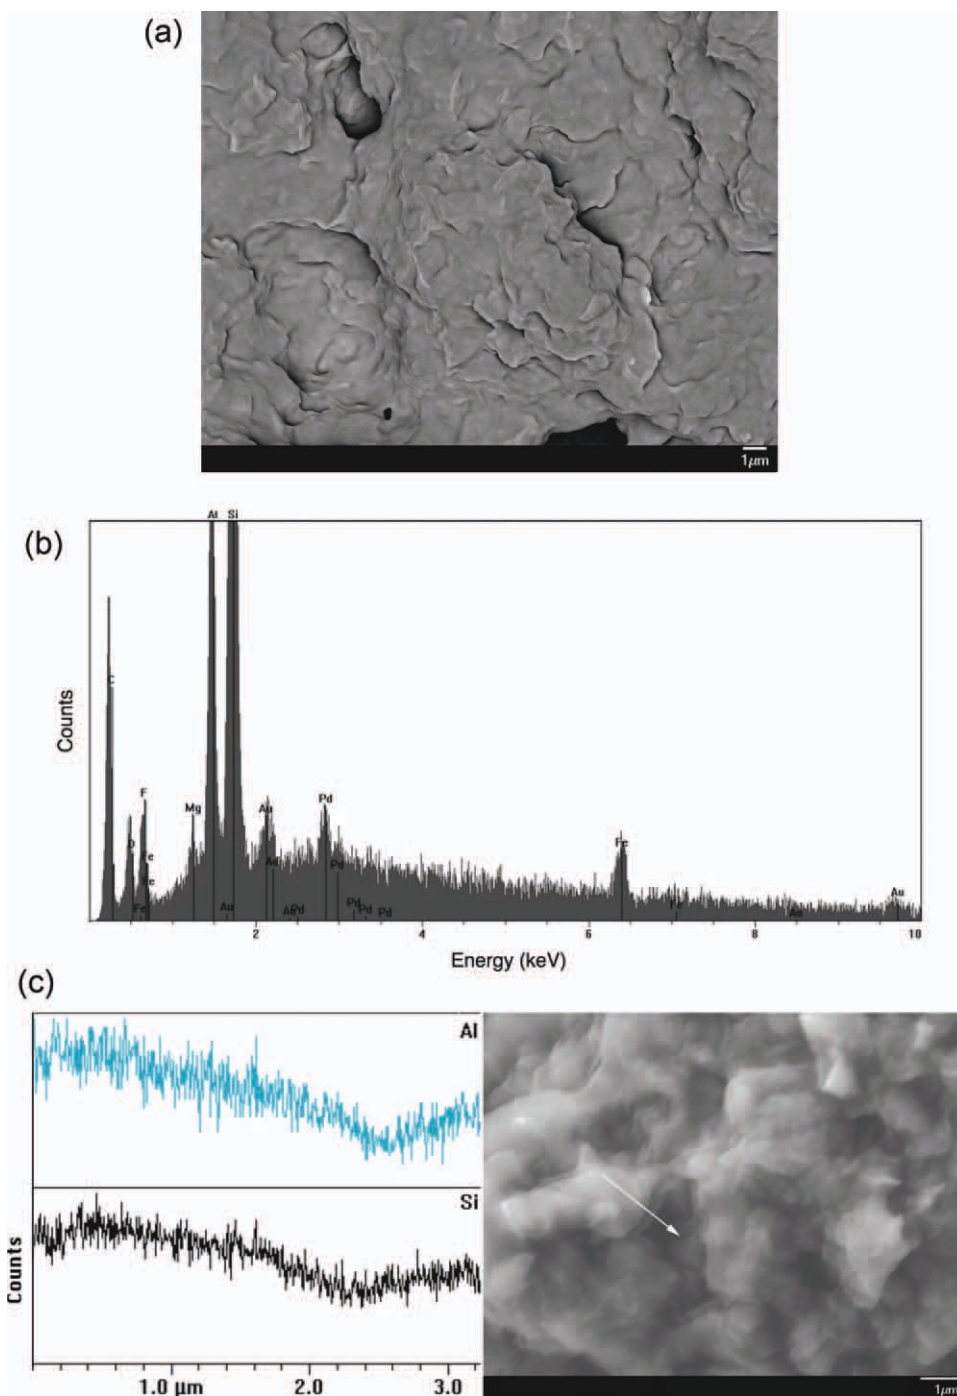 (a)
1μm
(b)
Al Si
C
F
Mg
Au
Pd
Fe
O
Fe
Au
Pd
Fe
Au
Fe
Au
Pd
Pd
Pd
Pd
Fe
Au
Au
Counts
2 4 6 8 10
Energy (keV)
(c)
Al
Si
Counts
1.0 μm 2.0 3.0
1μm